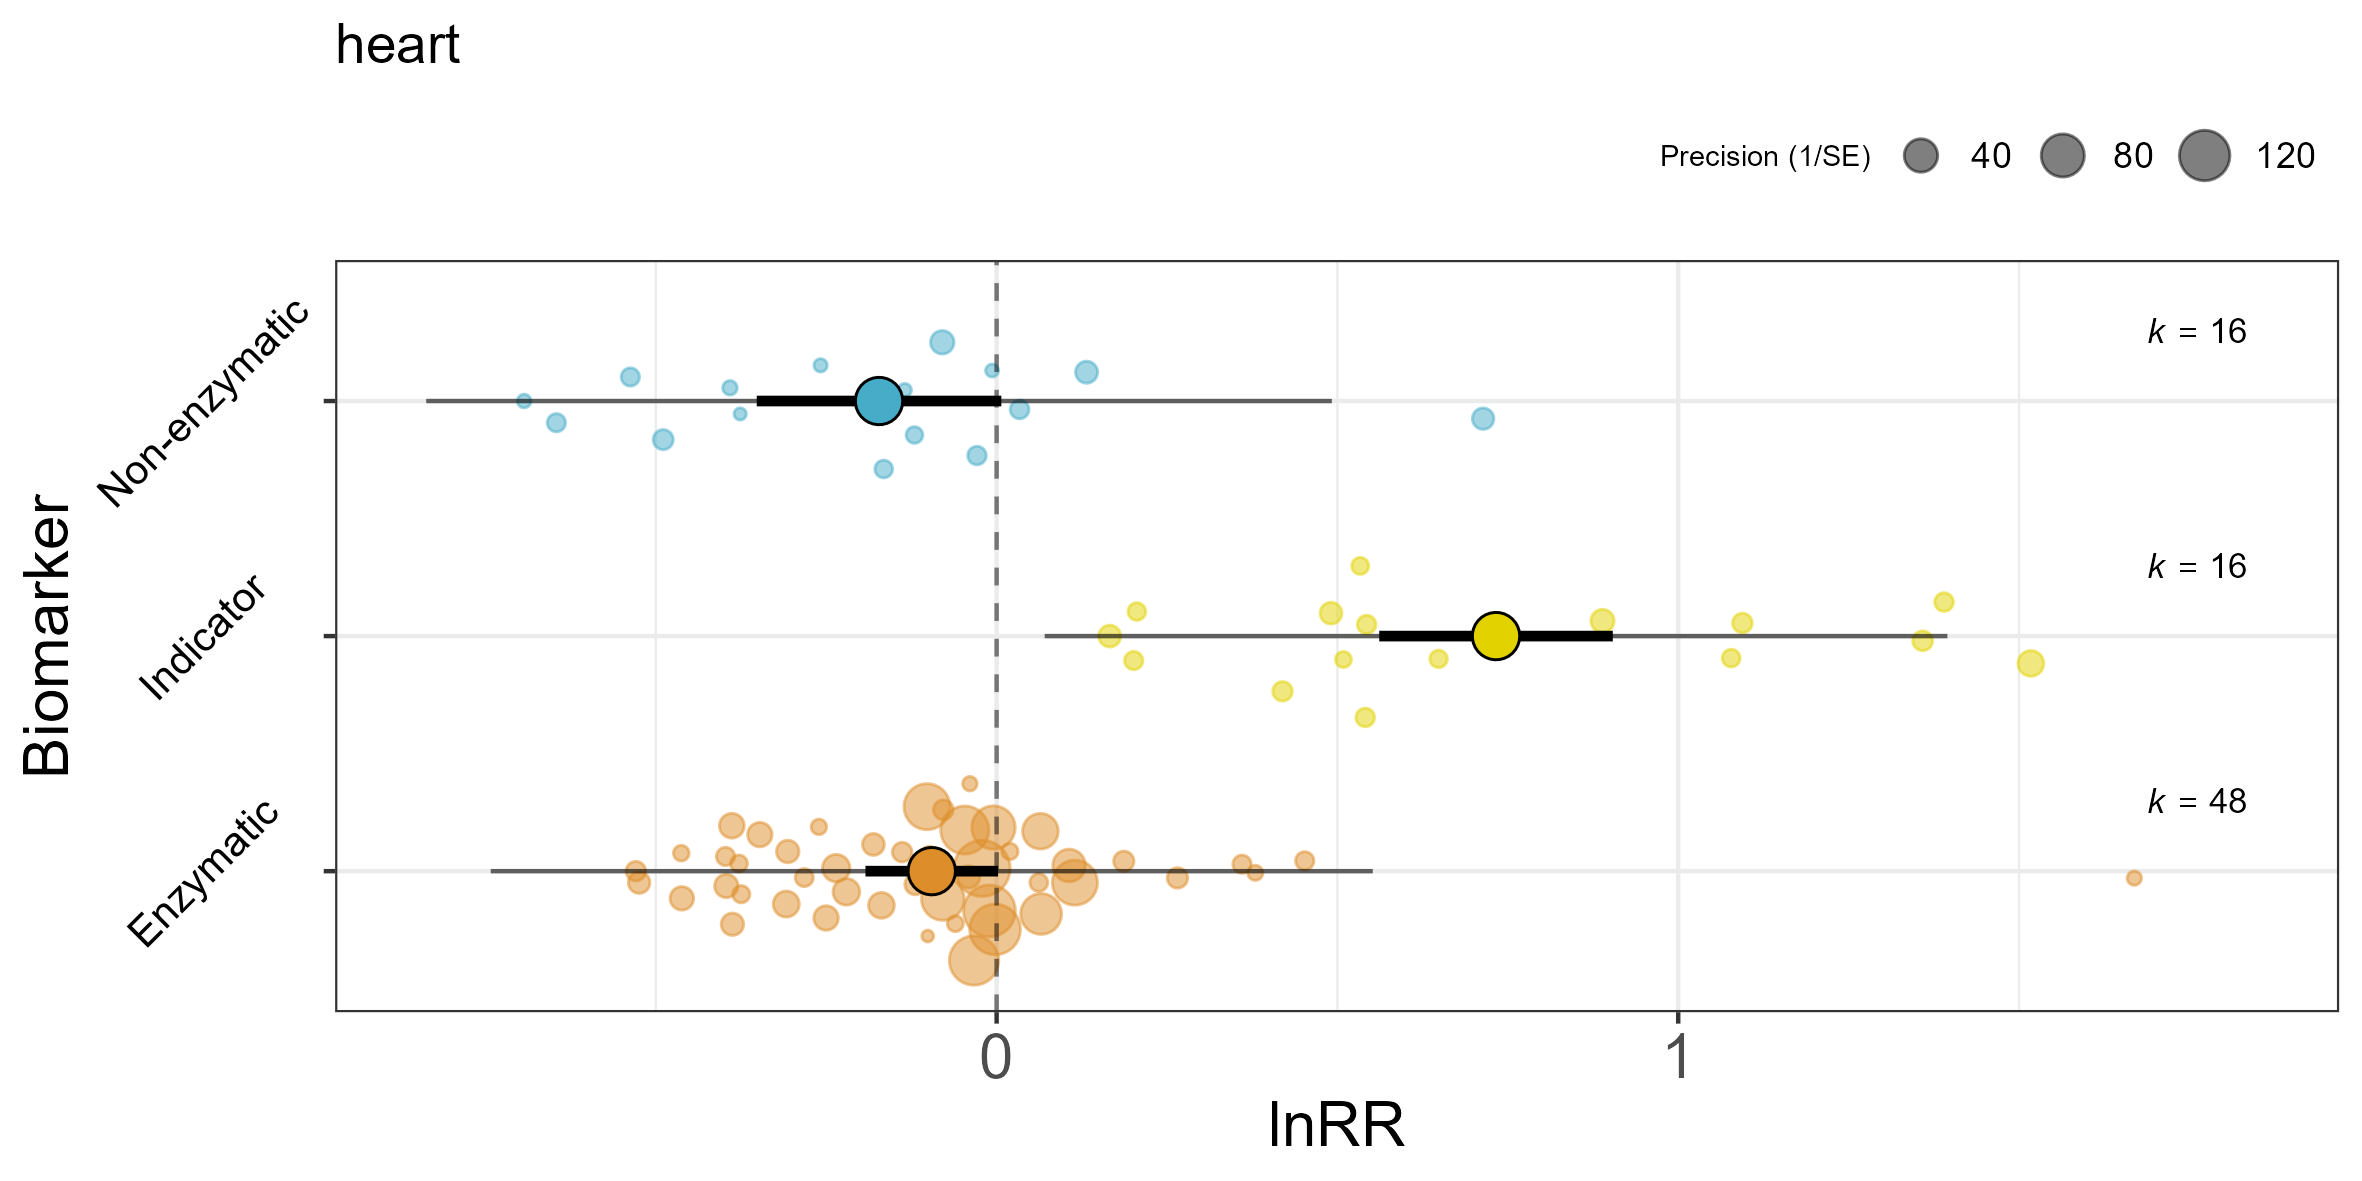 heart
Precision (1/SE) 40 80 120
Biomarker
Non-enzymatic
k = 16
Indicator
k = 16
Enzymatic
k = 48
0 1
lnRR